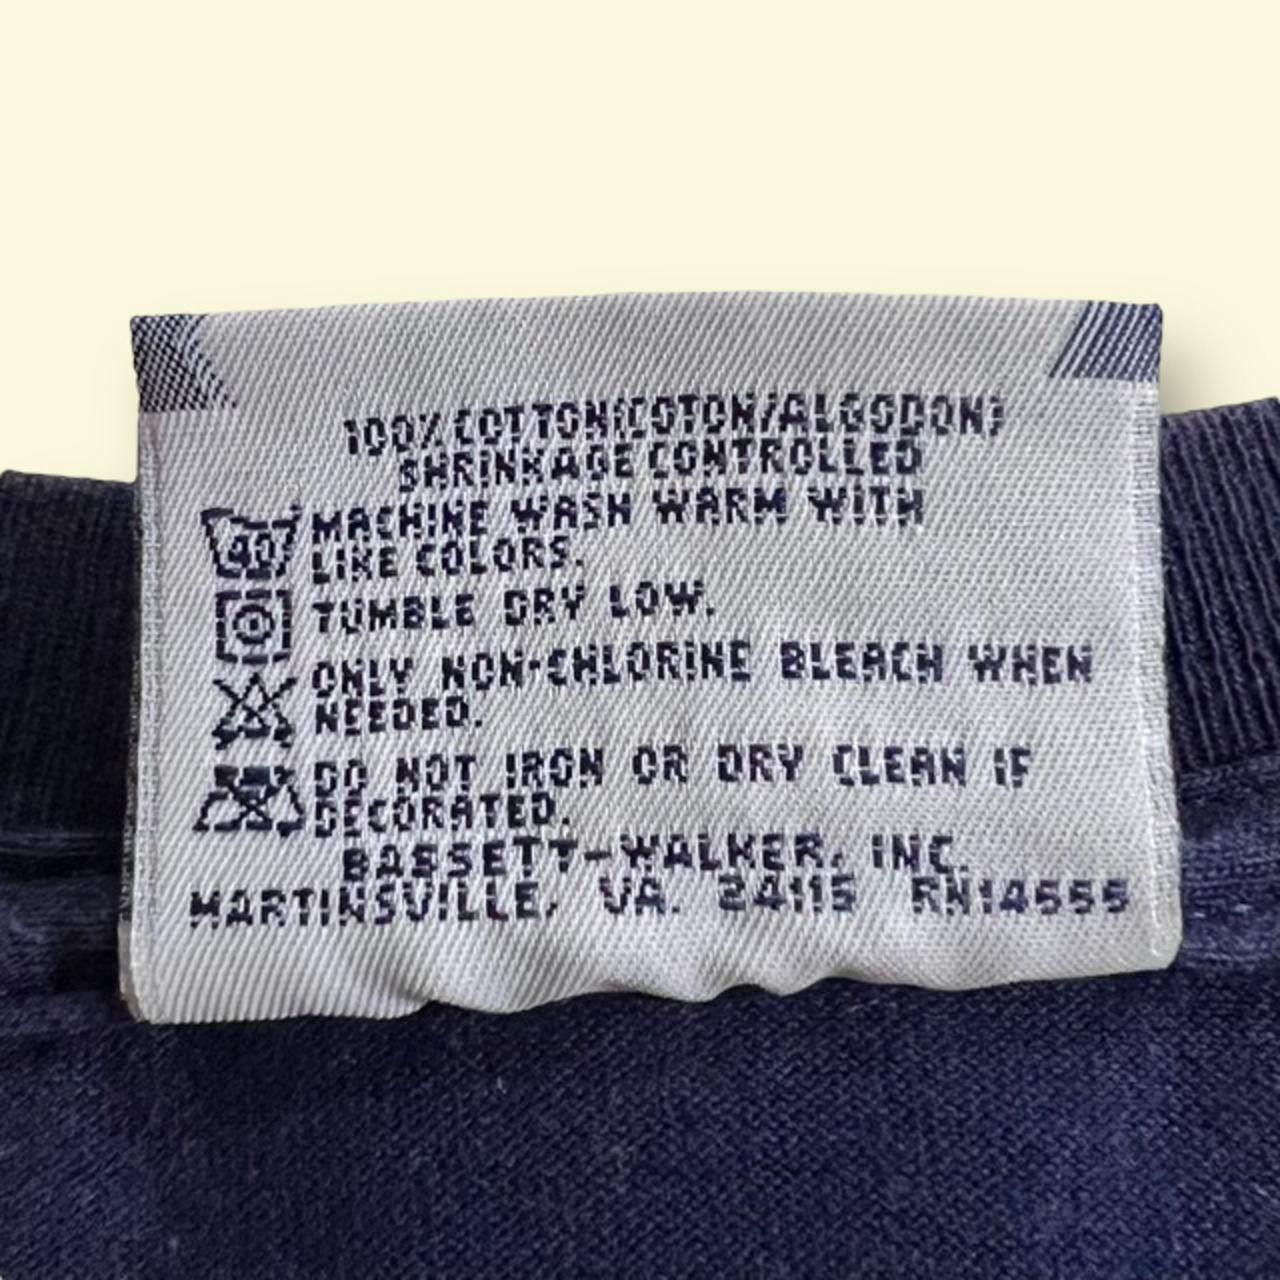 100% COTTON(COTON/ALGODON)
SHRINKAGE CONTROLLED
40 MACHINE WASH WARM WITH
LIKE COLORS.
TUMBLE DRY LOW.
ONLY NON-CHLORINE BLEACH WHEN
NEEDED.
DO NOT IRON OR DRY CLEAN IF
DECORATED.
BASSETT-WALKER, INC.
MARTINSVILLE, VA. 24115 RN14555